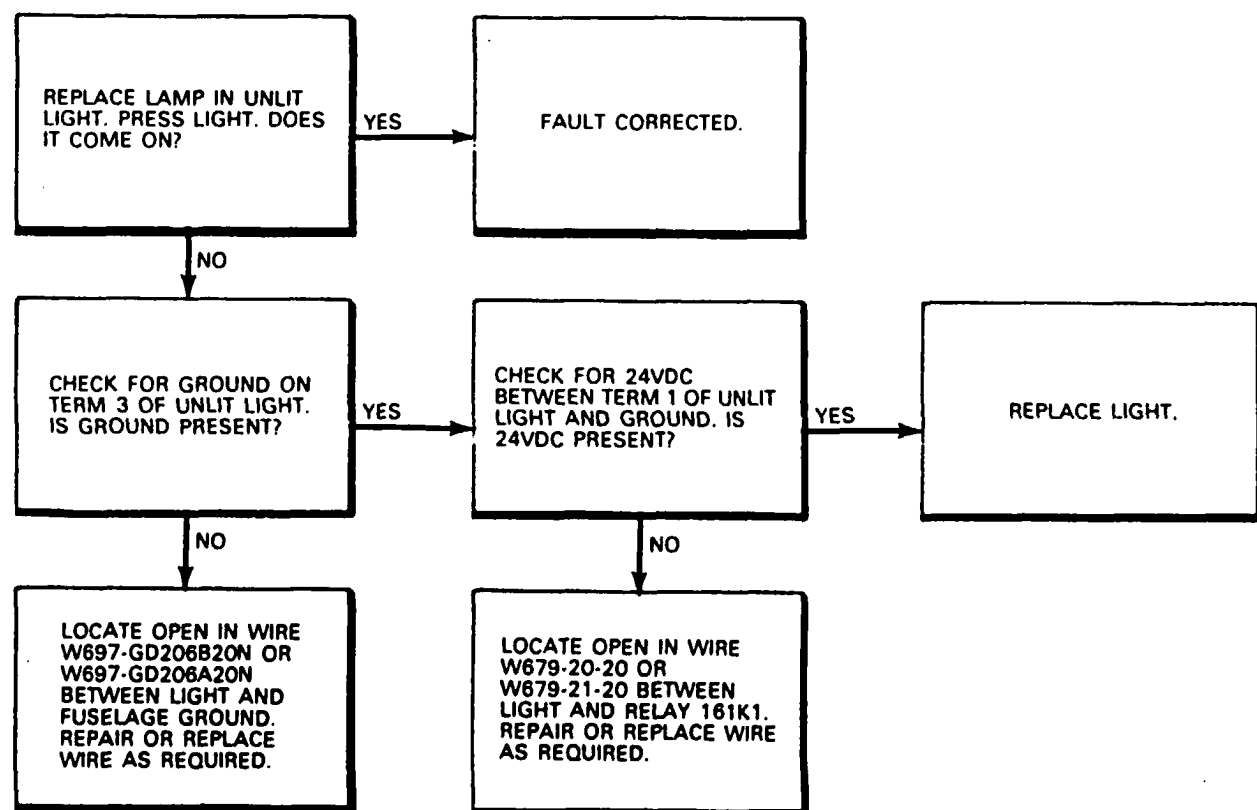 REPLACE LAMP IN UNLIT
LIGHT. PRESS LIGHT. DOES
IT COME ON?
YES
FAULT CORRECTED.
NO
CHECK FOR GROUND ON
TERM 3 OF UNLIT LIGHT.
IS GROUND PRESENT?
YES
CHECK FOR 24VDC
BETWEEN TERM 1 OF UNLIT
LIGHT AND GROUND. IS
24VDC PRESENT?
YES
REPLACE LIGHT.
NO
NO
LOCATE OPEN IN WIRE
W697-GD206B20N OR
W697-GD206A20N
BETWEEN LIGHT AND
FUSELAGE GROUND.
REPAIR OR REPLACE
WIRE AS REQUIRED.
LOCATE OPEN IN WIRE
W679-20-20 OR
W679-21-20 BETWEEN
LIGHT AND RELAY 161K1.
REPAIR OR REPLACE WIRE
AS REQUIRED.